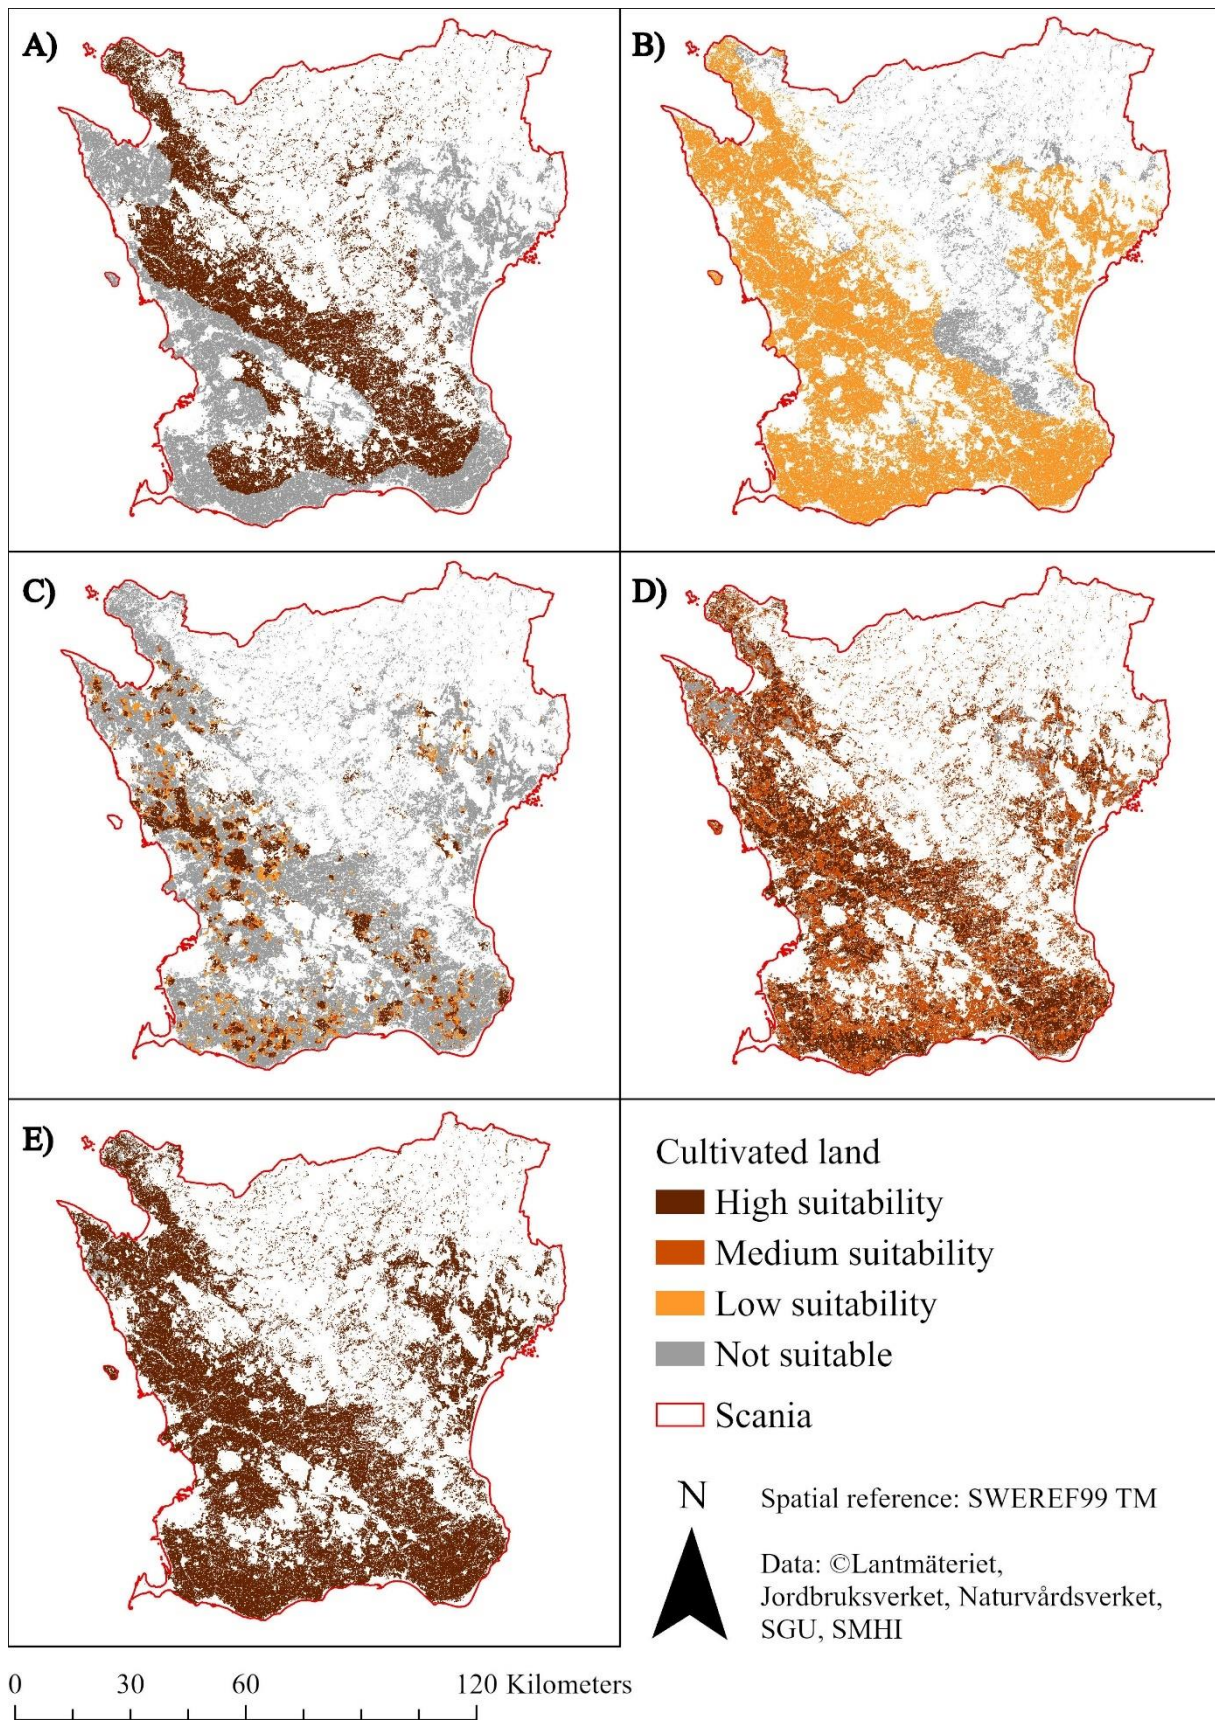 A)
B)
C)
D)
E)
Cultivated land
High suitability
Medium suitability
Low suitability
Not suitable
Scania
N
Spatial reference: SWEREF99 TM
Data: ©Lantmäteriet,
Jordbruksverket, Naturvårdsverket,
SGU, SMHI
0 30 60 120 Kilometers